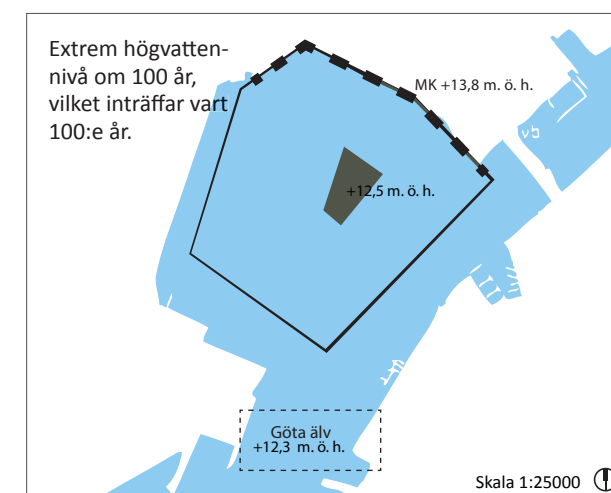 Extrem högvatten-
nivå om 100 år,
vilket inträffar vart
100:e år.
MK +13,8 m. ö. h.
+12,5 m. ö. h.
Göta älv
+12,3 m. ö. h.
Skala 1:25000